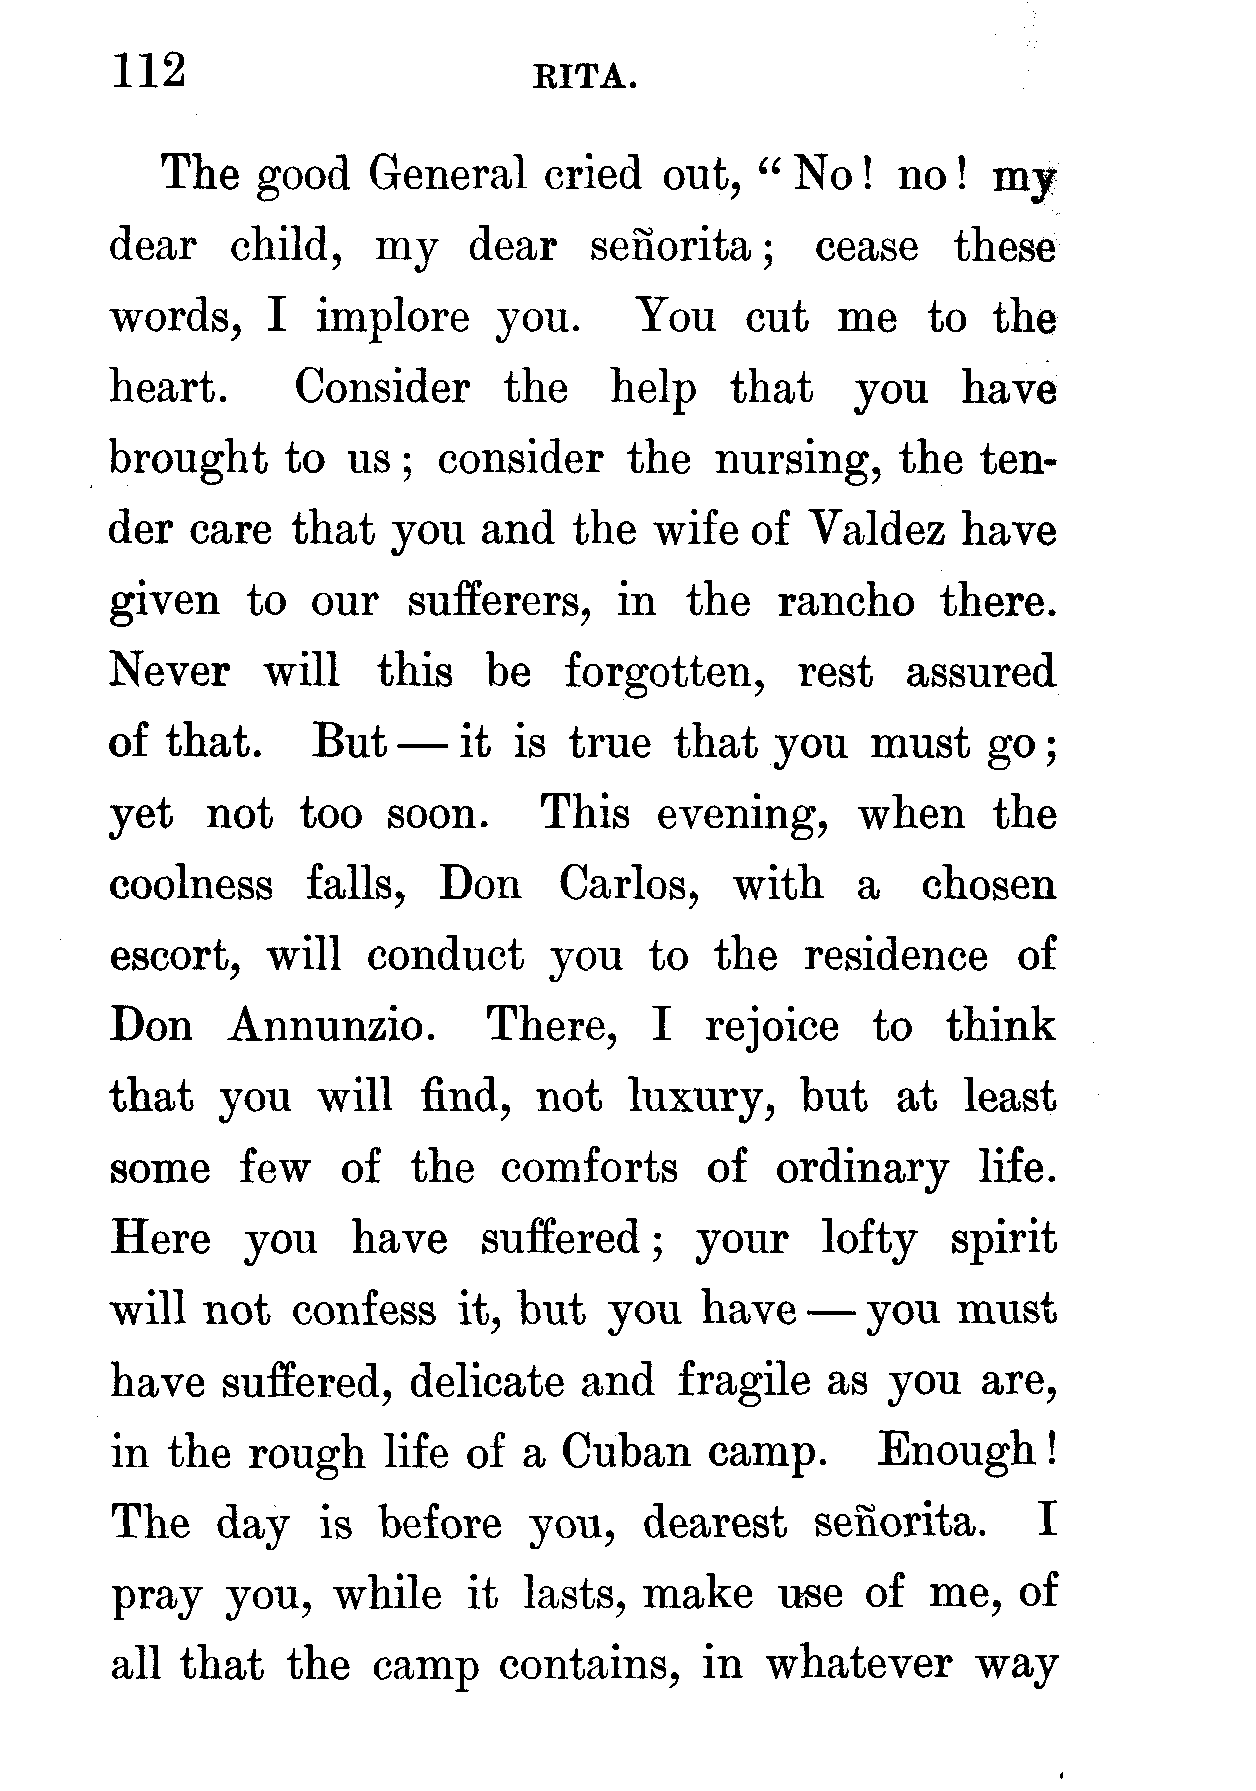 112 RITA.
The good General cried out, “ No ! no ! my
dear child, my dear señorita ; cease these
words, I implore you. You cut me to the
heart. Consider the help that you have
brought to us ; consider the nursing, the ten-
der care that you and the wife of Valdez have
given to our sufferers, in the rancho there.
Never will this be forgotten, rest assured
of that. But — it is true that you must go ;
yet not too soon. This evening, when the
coolness falls, Don Carlos, with a chosen
escort, will conduct you to the residence of
Don Annunzio. There, I rejoice to think
that you will find, not luxury, but at least
some few of the comforts of ordinary life.
Here you have suffered ; your lofty spirit
will not confess it, but you have — you must
have suffered, delicate and fragile as you are,
in the rough life of a Cuban camp. Enough !
The day is before you, dearest señorita. I
pray you, while it lasts, make use of me, of
all that the camp contains, in whatever way